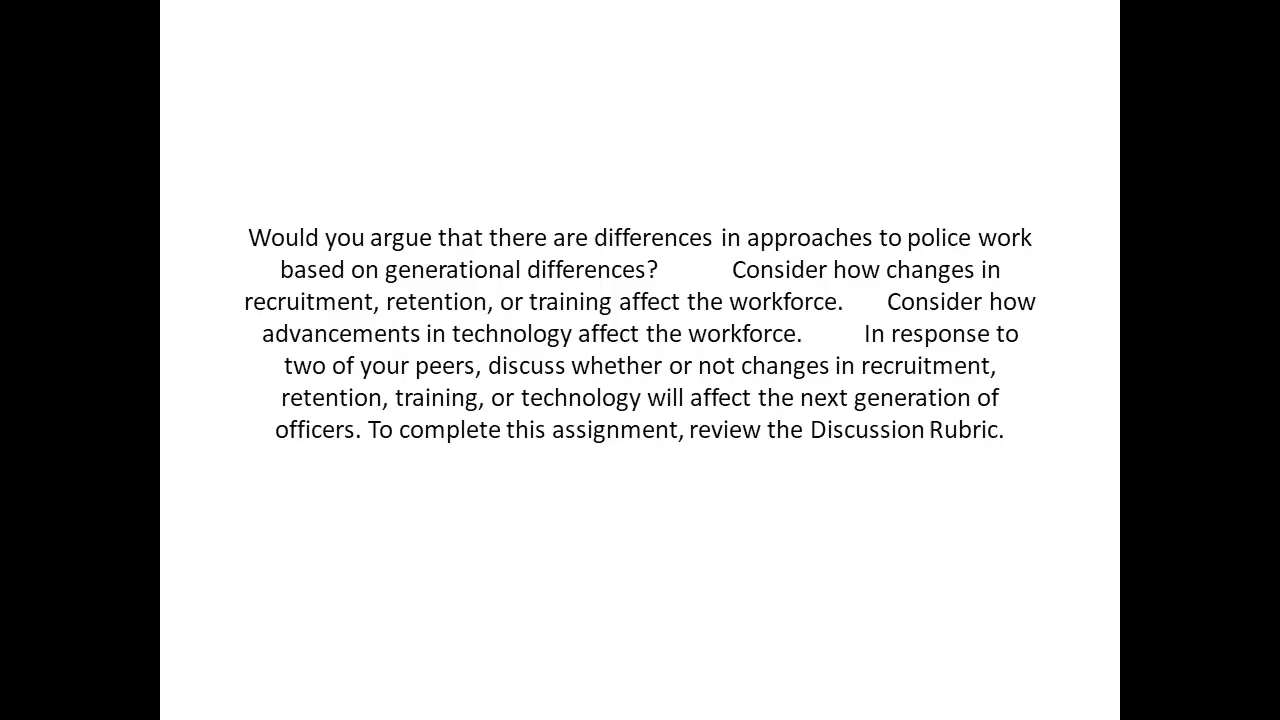 Would you argue that there are differences in approaches to police work
based on generational differences? Consider how changes in
recruitment, retention, or training affect the workforce. Consider how
advancements in technology affect the workforce. In response to
two of your peers, discuss whether or not changes in recruitment,
retention, training, or technology will affect the next generation of
officers. To complete this assignment, review the Discussion Rubric.